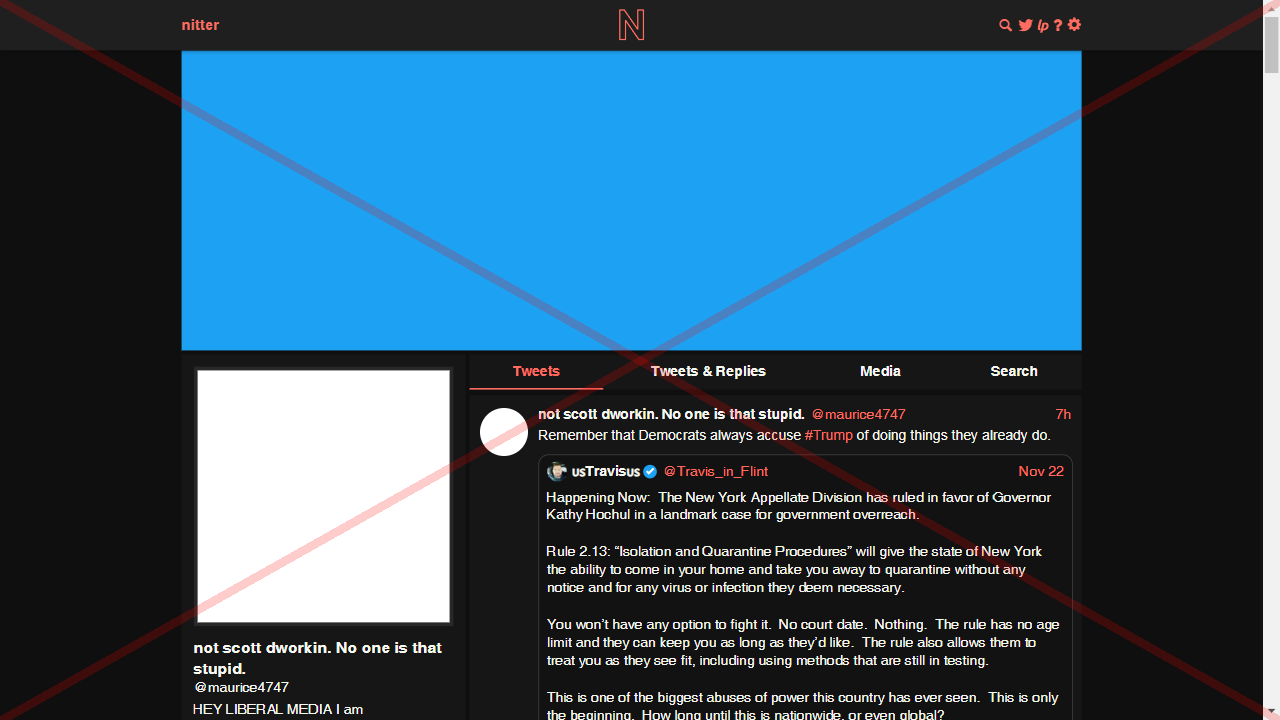 nitter
N
lp ?
Tweets
Tweets & Replies
Media
Search
not scott dworkin. No one is that stupid. @maurice4747 7h
Remember that Democrats always accuse #Trump of doing things they already do.
usTravisus @Travis_in_Flint Nov 22
Happening Now:  The New York Appellate Division has ruled in favor of Governor
Kathy Hochul in a landmark case for government overreach.
Rule 2.13: “Isolation and Quarantine Procedures” will give the state of New York
the ability to come in your home and take you away to quarantine without any
notice and for any virus or infection they deem necessary.
You won’t have any option to fight it.  No court date.  Nothing.  The rule has no age
limit and they can keep you as long as they’d like.  The rule also allows them to
treat you as they see fit, including using methods that are still in testing.
This is one of the biggest abuses of power this country has ever seen.  This is only
the beginning.  How long until this is nationwide, or even global?
not scott dworkin. No one is that
stupid.
@maurice4747
HEY LIBERAL MEDIA I am